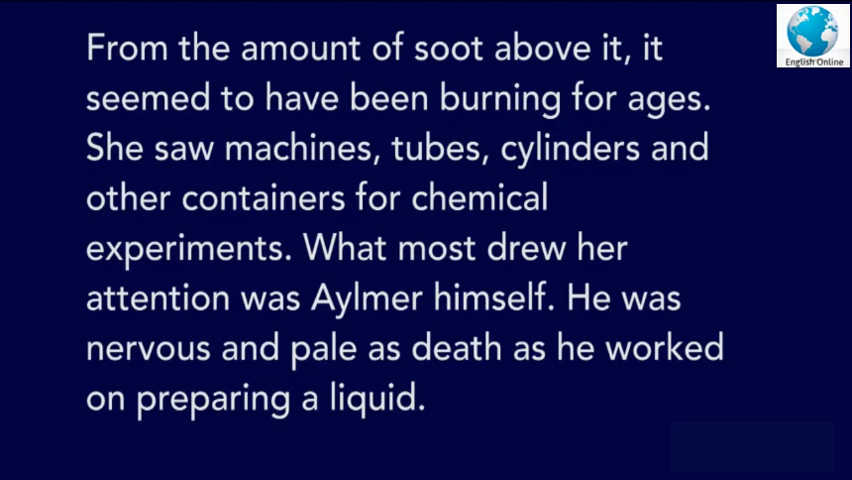 English Online
From the amount of soot above it, it
seemed to have been burning for ages.
She saw machines, tubes, cylinders and
other containers for chemical
experiments. What most drew her
attention was Aylmer himself. He was
nervous and pale as death as he worked
on preparing a liquid.